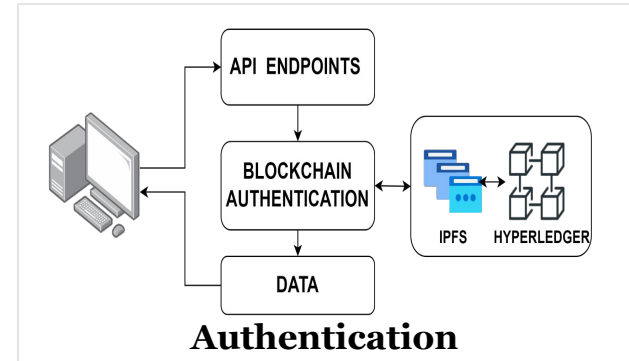 API ENDPOINTS
BLOCKCHAIN
AUTHENTICATION
IPFS
HYPERLEDGER
DATA
Authentication